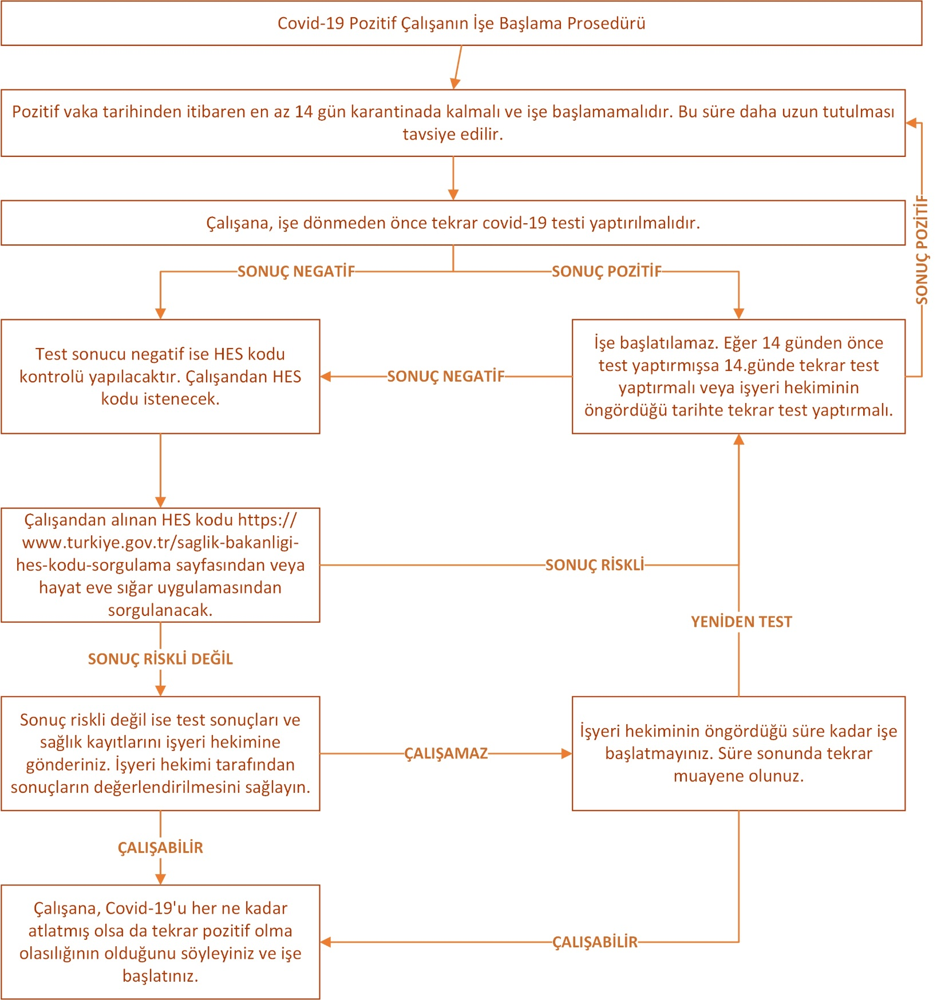 Covid-19 Pozitif Çalışanın İşe Başlama Prosedürü
Pozitif vaka tarihinden itibaren en az 14 gün karantinada kalmalı ve işe başlamamalıdır. Bu süre daha uzun tutulması
tavsiye edilir.
Çalışana, işe dönmeden önce tekrar covid-19 testi yaptırılmalıdır.
SONUÇ NEGATİF
SONUÇ POZİTİF
SONUÇ POZİTİF
Test sonucu negatif ise HES kodu
kontrolü yapılacaktır. Çalışandan HES
kodu istenecek.
SONUÇ NEGATİF
İşe başlatılamaz. Eğer 14 günden önce
test yaptırmışsa 14.günde tekrar test
yaptırmalı veya işyeri hekiminin
öngördüğü tarihte tekrar test yaptırmalı.
Çalışandan alınan HES kodu https://
www.turkiye.gov.tr/saglik-bakanligi-
hes-kodu-sorgulama sayfasından veya
hayat eve sığar uygulamasından
sorgulanacak.
SONUÇ RİSKLİ
YENİDEN TEST
SONUÇ RİSKLİ DEĞİL
Sonuç riskli değil ise test sonuçları ve
sağlık kayıtlarını işyeri hekimine
gönderiniz. İşyeri hekimi tarafından
sonuçların değerlendirilmesini sağlayın.
ÇALIŞAMAZ
İşyeri hekiminin öngördüğü süre kadar işe
başlatmayınız. Süre sonunda tekrar
muayene olunuz.
ÇALIŞABİLİR
Çalışana, Covid-19'u her ne kadar
atlatmış olsa da tekrar pozitif olma
olasılığının olduğunu söyleyiniz ve işe
başlatınız.
ÇALIŞABİLİR